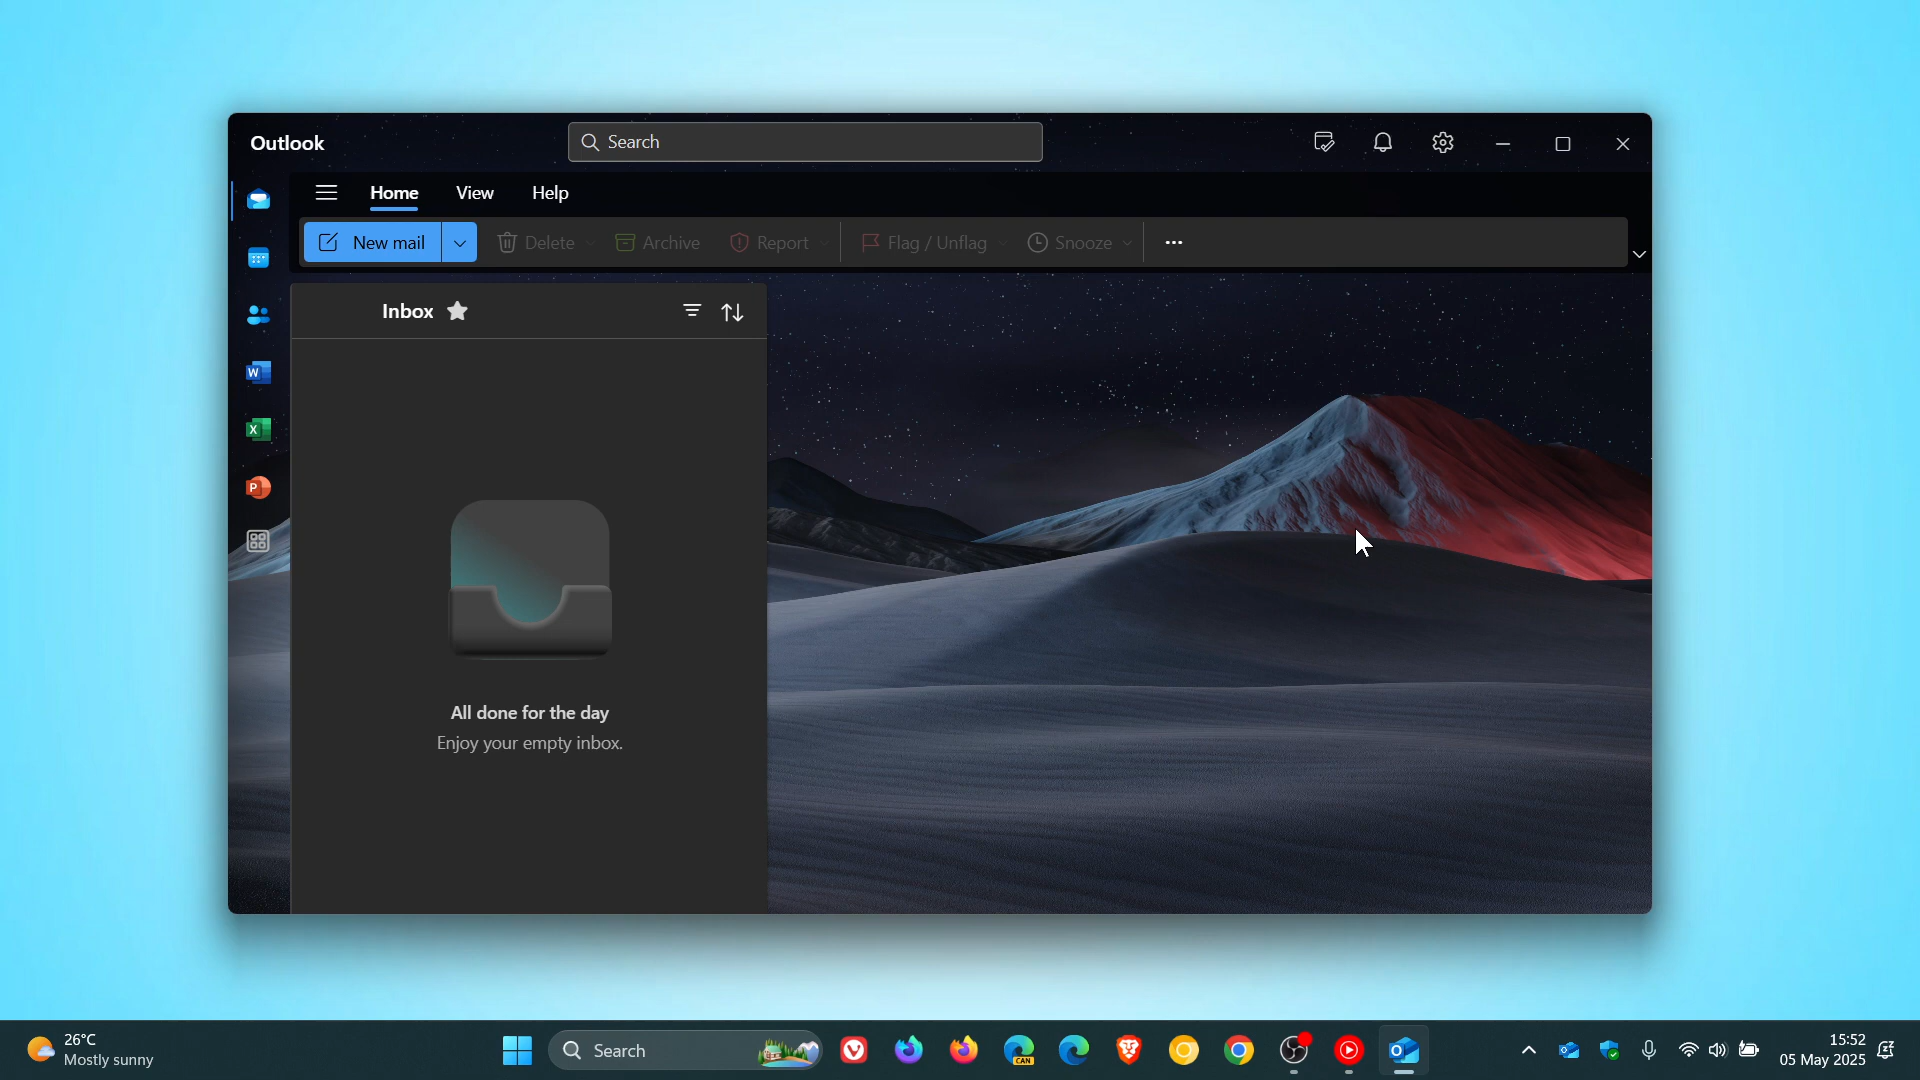 Outlook
Search
Home View Help
New mail Delete Archive Report Flag / Unflag Snooze
Inbox
W
X
P
All done for the day
Enjoy your empty inbox.
26°C
Mostly sunny
Search
CAN
15:52
05 May 2025